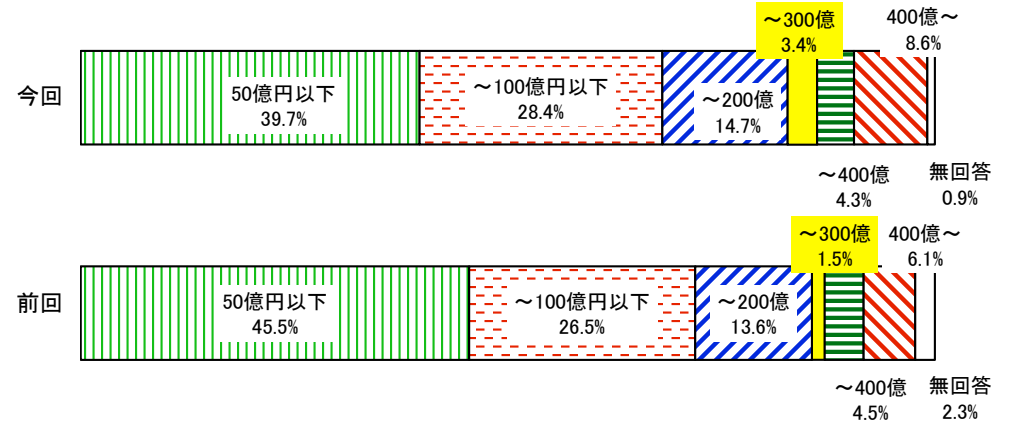 ～300億
3.4%
400億～
8.6%
今回
50億円以下
39.7%
～100億円以下
28.4%
～200億
14.7%
～400億
4.3%
無回答
0.9%
～300億
1.5%
400億～
6.1%
前回
50億円以下
45.5%
～100億円以下
26.5%
～200億
13.6%
～400億
4.5%
無回答
2.3%